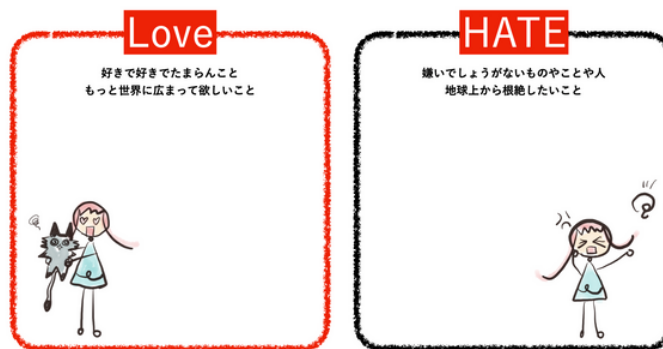 Love
好きで好きでたまらんこと
もっと世界に広まって欲しいこと
HATE
嫌いでしょうがないものやことや人
地球上から根絶したいこと